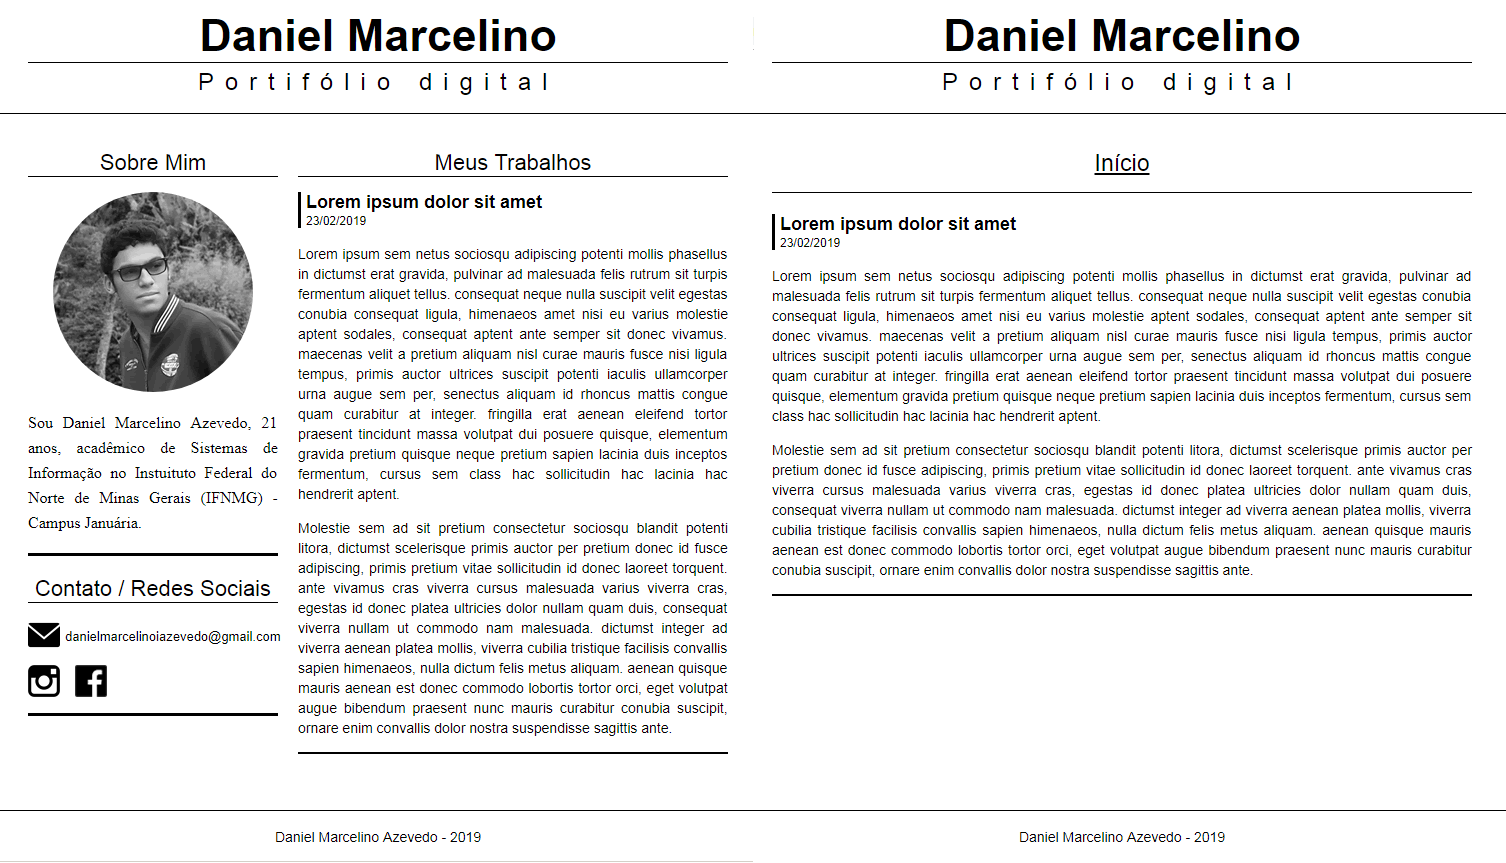 Daniel Marcelino
Portifólio digital
Sobre Mim
Sou Daniel Marcelino Azevedo, 21
anos, acadêmico de Sistemas de
Informação no Instuituto Federal do
Norte de Minas Gerais (IFNMG) -
Campus Januária.
Contato / Redes Sociais
danielmarcelinoiazevedo@gmail.com
Meus Trabalhos
Lorem ipsum dolor sit amet
23/02/2019
Lorem ipsum sem netus sociosqu adipiscing potenti mollis phasellus
in dictumst erat gravida, pulvinar ad malesuada felis rutrum sit turpis
fermentum aliquet tellus. consequat neque nulla suscipit velit egestas
conubia consequat ligula, himenaeos amet nisi eu varius molestie
aptent sodales, consequat aptent ante semper sit donec vivamus.
maecenas velit a pretium aliquam nisl curae mauris fusce nisi ligula
tempus, primis auctor ultrices suscipit potenti iaculis ullamcorper
urna augue sem per, senectus aliquam id rhoncus mattis congue
quam curabitur at integer. fringilla erat aenean eleifend tortor
praesent tincidunt massa volutpat dui posuere quisque, elementum
gravida pretium quisque neque pretium sapien lacinia duis inceptos
fermentum, cursus sem class hac sollicitudin hac lacinia hac
hendrerit aptent.
Molestie sem ad sit pretium consectetur sociosqu blandit potenti
litora, dictumst scelerisque primis auctor per pretium donec id fusce
adipiscing, primis pretium vitae sollicitudin id donec laoreet torquent.
ante vivamus cras viverra cursus malesuada varius viverra cras,
egestas id donec platea ultricies dolor nullam quam duis, consequat
viverra nullam ut commodo nam malesuada. dictumst integer ad
viverra aenean platea mollis, viverra cubilia tristique facilisis convallis
sapien himenaeos, nulla dictum felis metus aliquam. aenean quisque
mauris aenean est donec commodo lobortis tortor orci, eget volutpat
augue bibendum praesent nunc mauris curabitur conubia suscipit,
ornare enim convallis dolor nostra suspendisse sagittis ante.
Daniel Marcelino Azevedo - 2019
Daniel Marcelino
Portifólio digital
Início
Lorem ipsum dolor sit amet
23/02/2019
Lorem ipsum sem netus sociosqu adipiscing potenti mollis phasellus in dictumst erat gravida, pulvinar ad
malesuada felis rutrum sit turpis fermentum aliquet tellus. consequat neque nulla suscipit velit egestas conubia
consequat ligula, himenaeos amet nisi eu varius molestie aptent sodales, consequat aptent ante semper sit
donec vivamus. maecenas velit a pretium aliquam nisl curae mauris fusce nisi ligula tempus, primis auctor
ultrices suscipit potenti iaculis ullamcorper urna augue sem per, senectus aliquam id rhoncus mattis congue
quam curabitur at integer. fringilla erat aenean eleifend tortor praesent tincidunt massa volutpat dui posuere
quisque, elementum gravida pretium quisque neque pretium sapien lacinia duis inceptos fermentum, cursus sem
class hac sollicitudin hac lacinia hac hendrerit aptent.
Molestie sem ad sit pretium consectetur sociosqu blandit potenti litora, dictumst scelerisque primis auctor per
pretium donec id fusce adipiscing, primis pretium vitae sollicitudin id donec laoreet torquent. ante vivamus cras
viverra cursus malesuada varius viverra cras, egestas id donec platea ultricies dolor nullam quam duis,
consequat viverra nullam ut commodo nam malesuada. dictumst integer ad viverra aenean platea mollis, viverra
cubilia tristique facilisis convallis sapien himenaeos, nulla dictum felis metus aliquam. aenean quisque mauris
aenean est donec commodo lobortis tortor orci, eget volutpat augue bibendum praesent nunc mauris curabitur
conubia suscipit, ornare enim convallis dolor nostra suspendisse sagittis ante.
Daniel Marcelino Azevedo - 2019